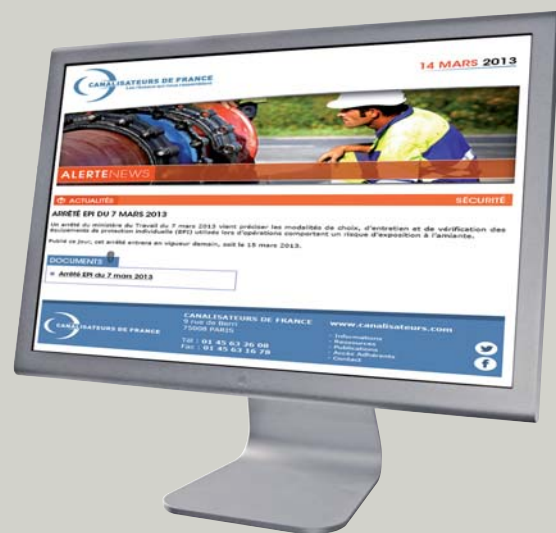 14 MARS 2013
CANALISATEURS DE FRANCE
ALERTENEWS
ACTUALITÉS
SÉCURITÉ
ARRÊTÉ EPI DU 7 MARS 2013
Un arrêté du ministère du Travail du 7 mars 2013 vient préciser les modalités de choix, d'entretien et de vérification des
équipements de protection individuelle (EPI) utilisés lors d'opérations comportant un risque d'exposition à l'amiante.
Publié ce jour, cet arrêté entrera en vigueur demain, soit le 15 mars 2013.
DOCUMENTS
Arrêté EPI du 7 mars 2013
CANALISATEURS DE FRANCE
CANALISATEURS DE FRANCE
9 rue de Berri
75008 PARIS
Tél : 01 45 63 26 08
Fax : 01 45 63 16 78
www.canalisateurs.com
- Informations
- Ressources
- Publications
- Accès Adhérents
- Contact